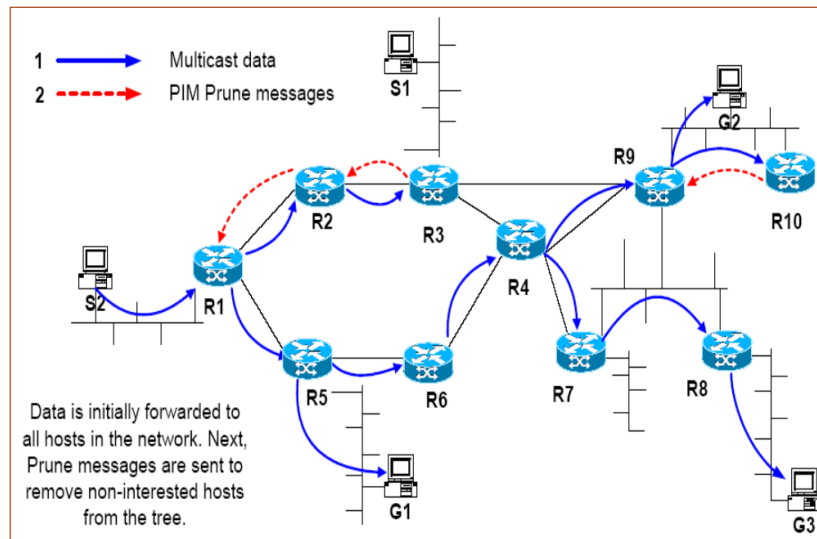 1 Multicast data
2 PIM Prune messages
S1
G2
R9
R2
R3
R10
R4
S2
R1
R5
R6
R7
R8
Data is initially forwarded to
all hosts in the network. Next,
Prune messages are sent to
remove non-interested hosts
from the tree.
G1
G3